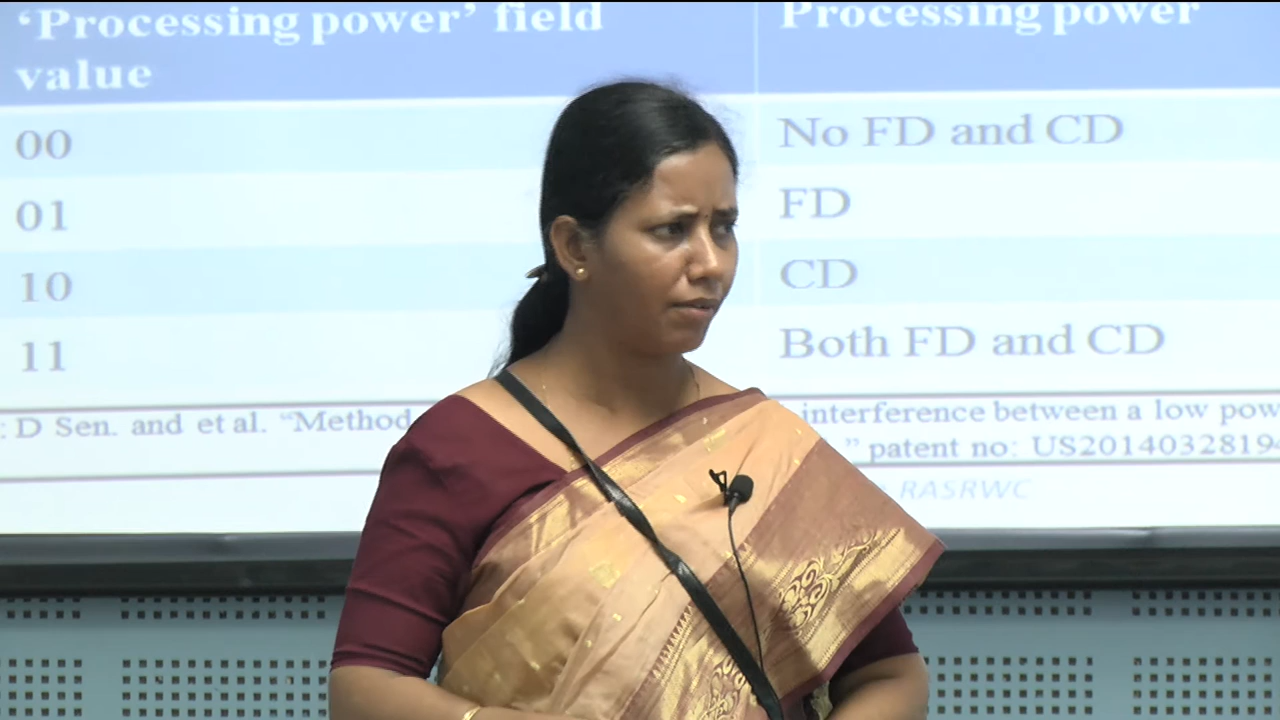 ‘Processing power’ field value
Processing power
00
No FD and CD
01
FD
10
CD
11
Both FD and CD
: D Sen. and et al. “Method
interference between a low pow
” patent no: US2014032819
RASRWC